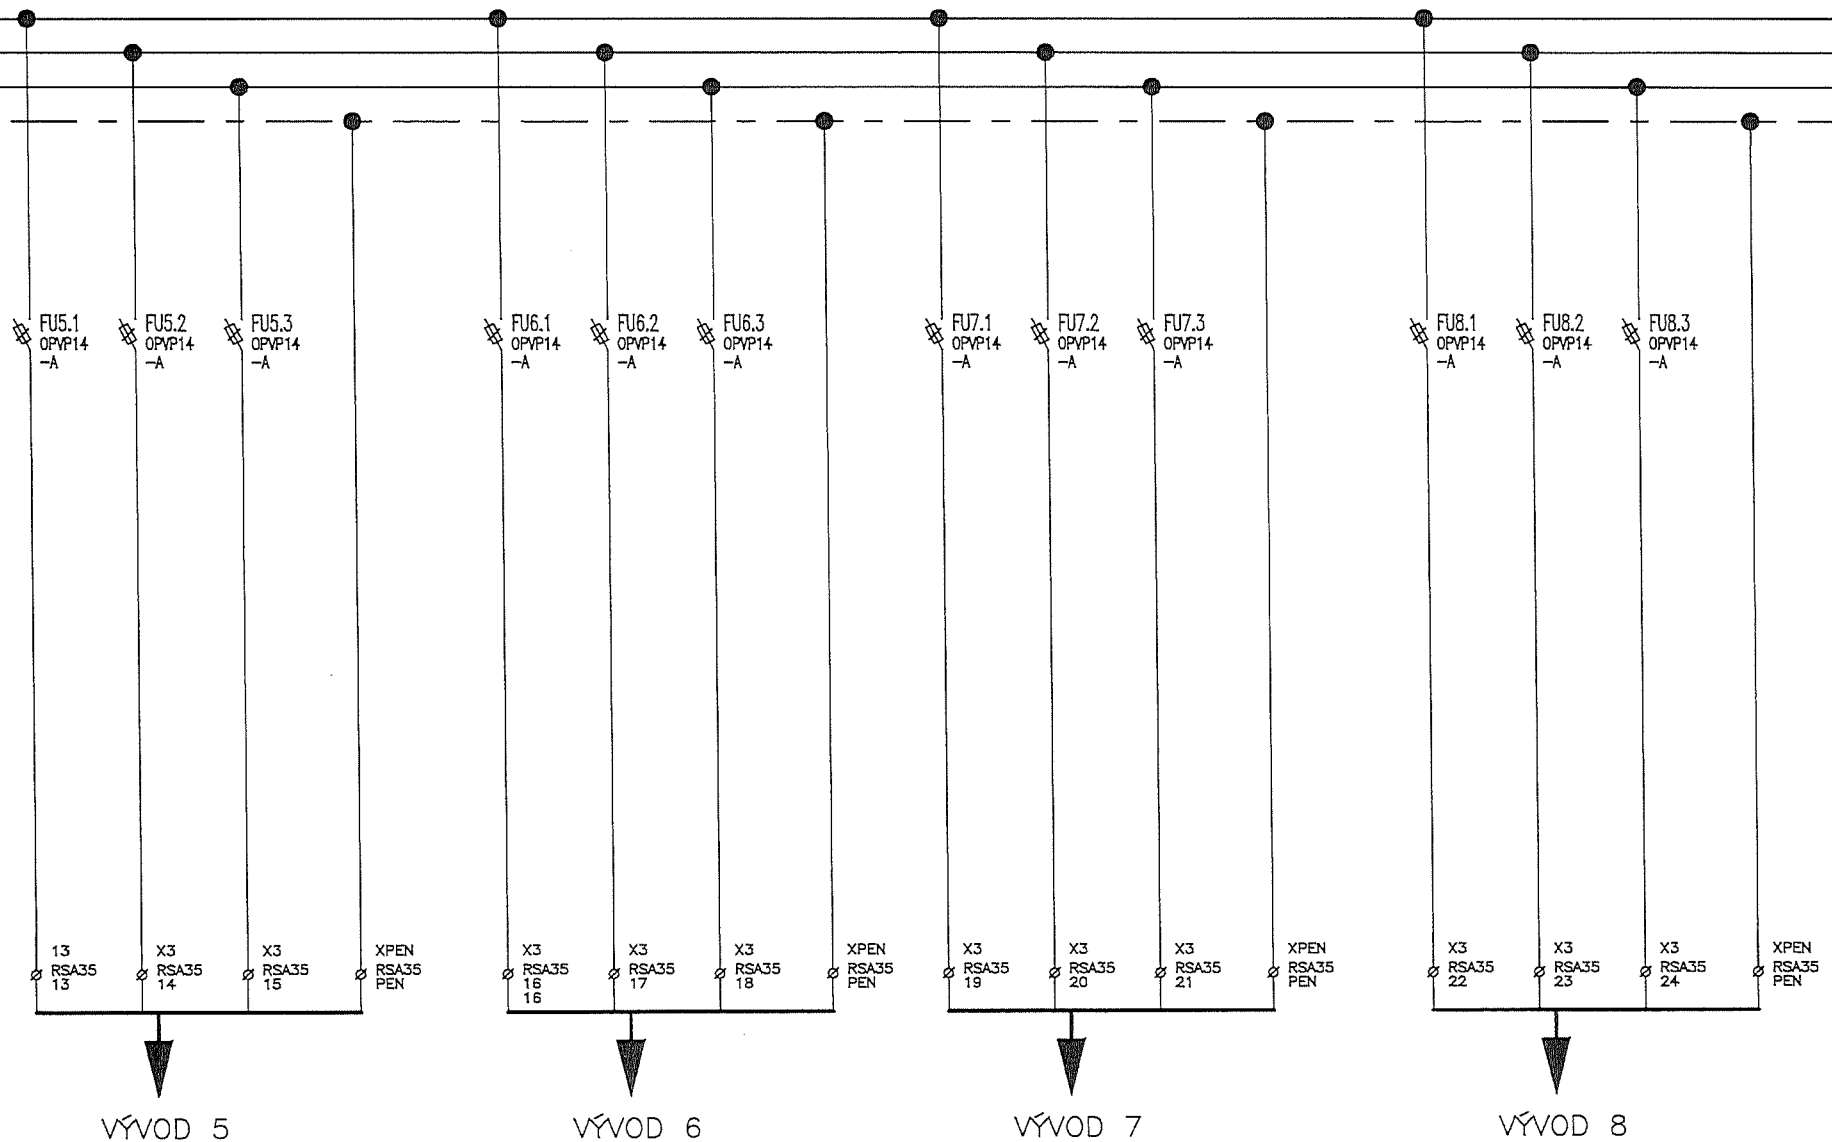 FU5.1
OPVP14
-A
FU5.2
OPVP14
-A
FU5.3
OPVP14
-A
FU6.1
OPVP14
-A
FU6.2
OPVP14
-A
FU6.3
OPVP14
-A
FU7.1
OPVP14
-A
FU7.2
OPVP14
-A
FU7.3
OPVP14
-A
FU8.1
OPVP14
-A
FU8.2
OPVP14
-A
FU8.3
OPVP14
-A
13
RSA35
13
X3
RSA35
14
X3
RSA35
15
XPEN
RSA35
PEN
X3
RSA35
16
16
X3
RSA35
17
X3
RSA35
18
XPEN
RSA35
PEN
X3
RSA35
19
X3
RSA35
20
X3
RSA35
21
XPEN
RSA35
PEN
X3
RSA35
22
X3
RSA35
23
X3
RSA35
24
XPEN
RSA35
PEN
VÝVOD 5
VÝVOD 6
VÝVOD 7
VÝVOD 8